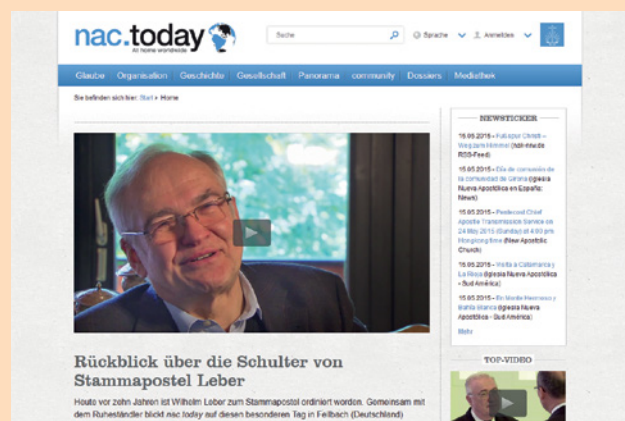 nac.today
At home worldwide
Suche
Sprache
Anmelden
Glaube Organisation Geschichte Gesellschaft Panorama community Dossiers Mediathek
Sie befinden sich hier: Start » Home
Rückblick über die Schulter von
Stammapostel Leber
Heute vor zehn Jahren ist Wilhelm Leber zum Stammapostel ordiniert worden. Gemeinsam mit
dem Ruheständler blickt nac.today auf diesen besonderen Tag in Fellbach (Deutschland)
NEWSTICKER
15.05.2015 – Fußspur Christi –
Weg zum Himmel
RSS-Feed)
15.05.2015 – Día de comunión de
la comunidad de Girona (Iglesia
Nueva Apostólica en España:
News)
15.05.2015 – Pentecost Chief
Apostle Transmission Service on
24 May 2015 (Sunday) at 4:00 pm
Hongkong time (New Apostolic
Church)
15.05.2015 – Visita a Catamarca y
La Rioja (Iglesia Nueva Apostólica
- Sud América)
15.05.2015 – En Monte Hermoso y
Bahía Blanca (Iglesia Nueva
Apostólica - Sud América)
Mehr
TOP-VIDEO